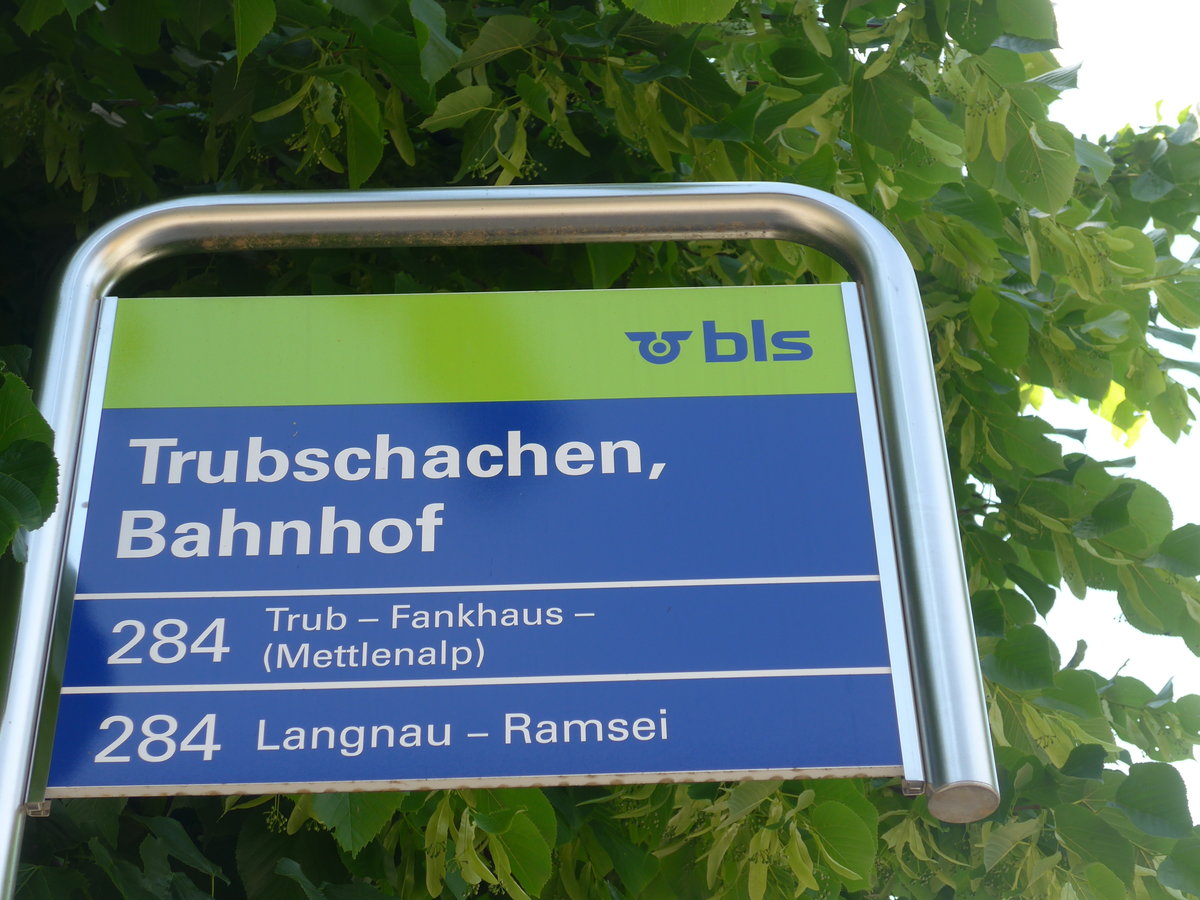 bls
Trubschachen,
Bahnhof
284 Trub – Fankhaus –
(Mettlenalp)
284 Langnau – Ramsei